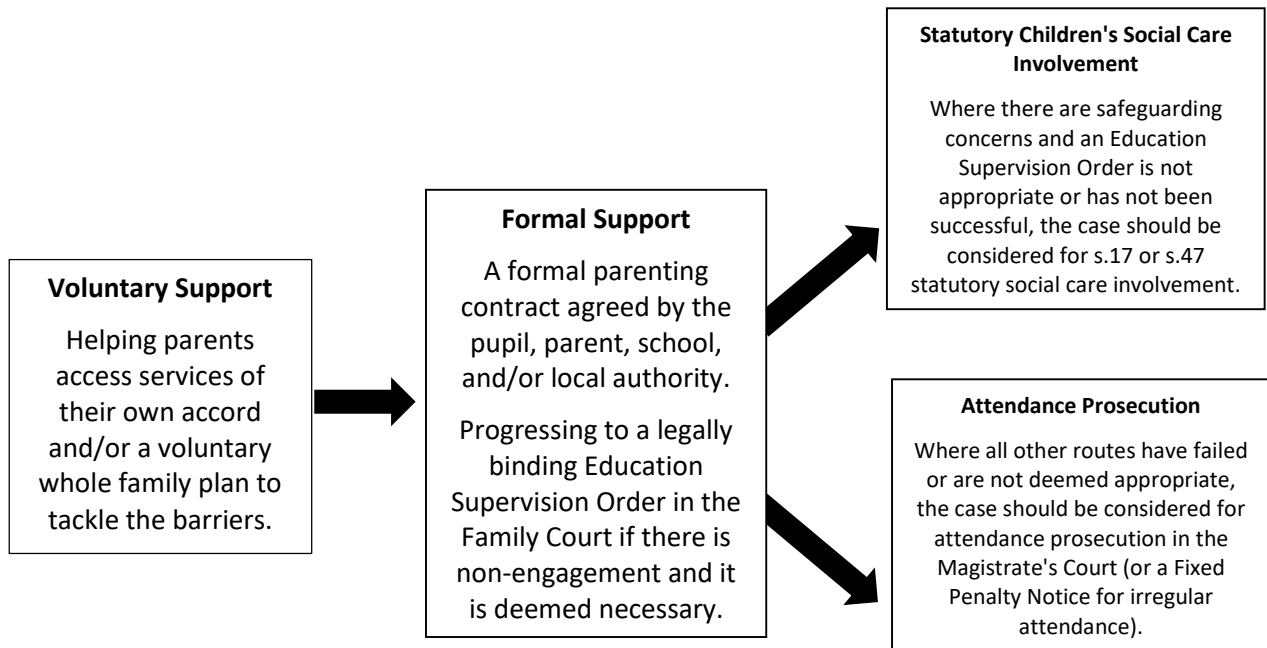 Voluntary Support
Helping parents
access services of
their own accord
and/or a voluntary
whole family plan to
tackle the barriers.
Formal Support
A formal parenting
contract agreed by the
pupil, parent, school,
and/or local authority.
Progressing to a legally
binding Education
Supervision Order in the
Family Court if there is
non-engagement and it
is deemed necessary.
Statutory Children's Social Care
Involvement
Where there are safeguarding
concerns and an Education
Supervision Order is not
appropriate or has not been
successful, the case should be
considered for s.17 or s.47
statutory social care involvement.
Attendance Prosecution
Where all other routes have failed
or are not deemed appropriate,
the case should be considered for
attendance prosecution in the
Magistrate's Court (or a Fixed
Penalty Notice for irregular
attendance).